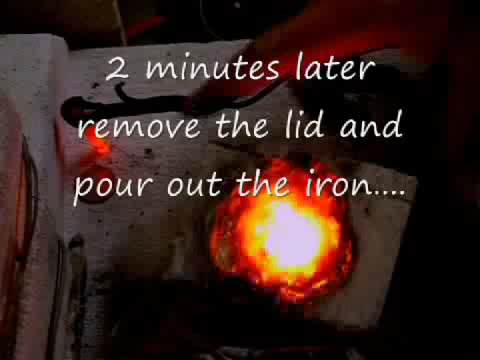 2 minutes later
remove the lid and
pour out the iron....